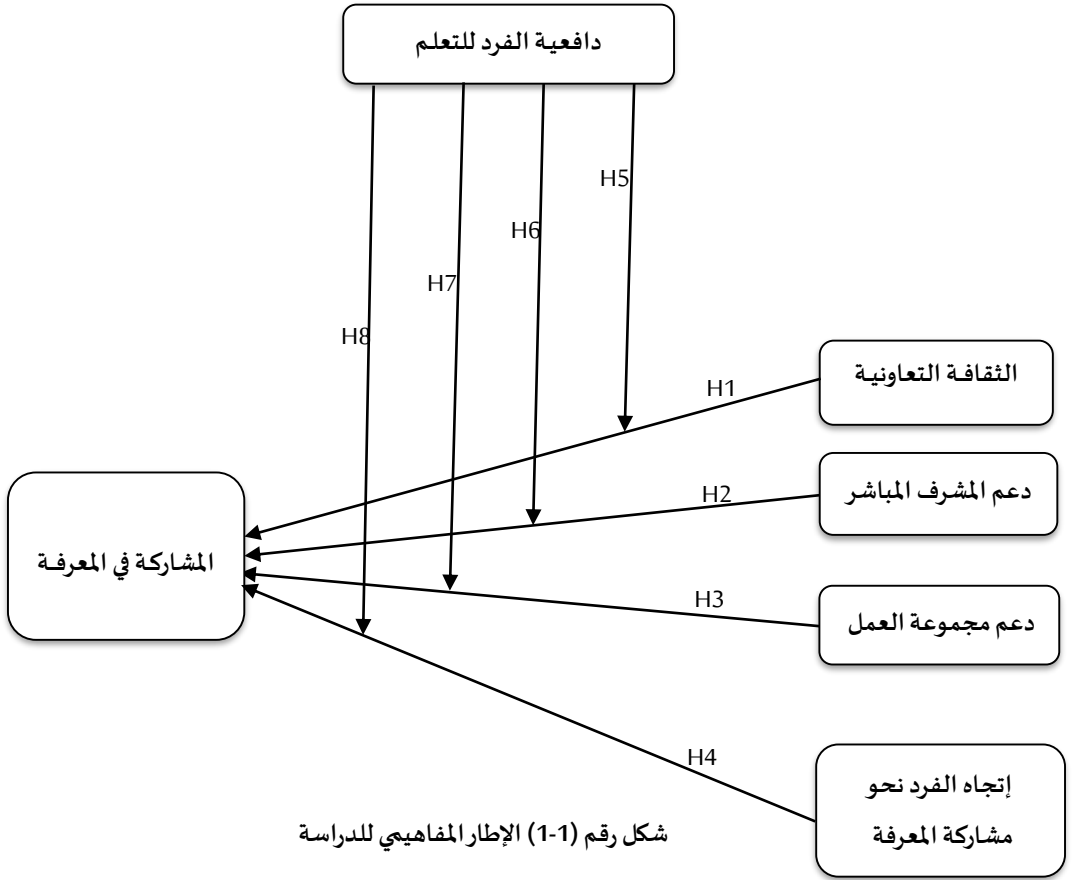 دافعية الفرد للتعلم
H5
H6
H7
H8
الثقافة التعاونية
H1
دعم المشرف المباشر
H2
المشاركة في المعرفة
دعم مجموعة العمل
H3
H4
إتجاه الفرد نحو
مشاركة المعرفة
شكل رقم (1-1) الإطار المفاهيمي للدراسة